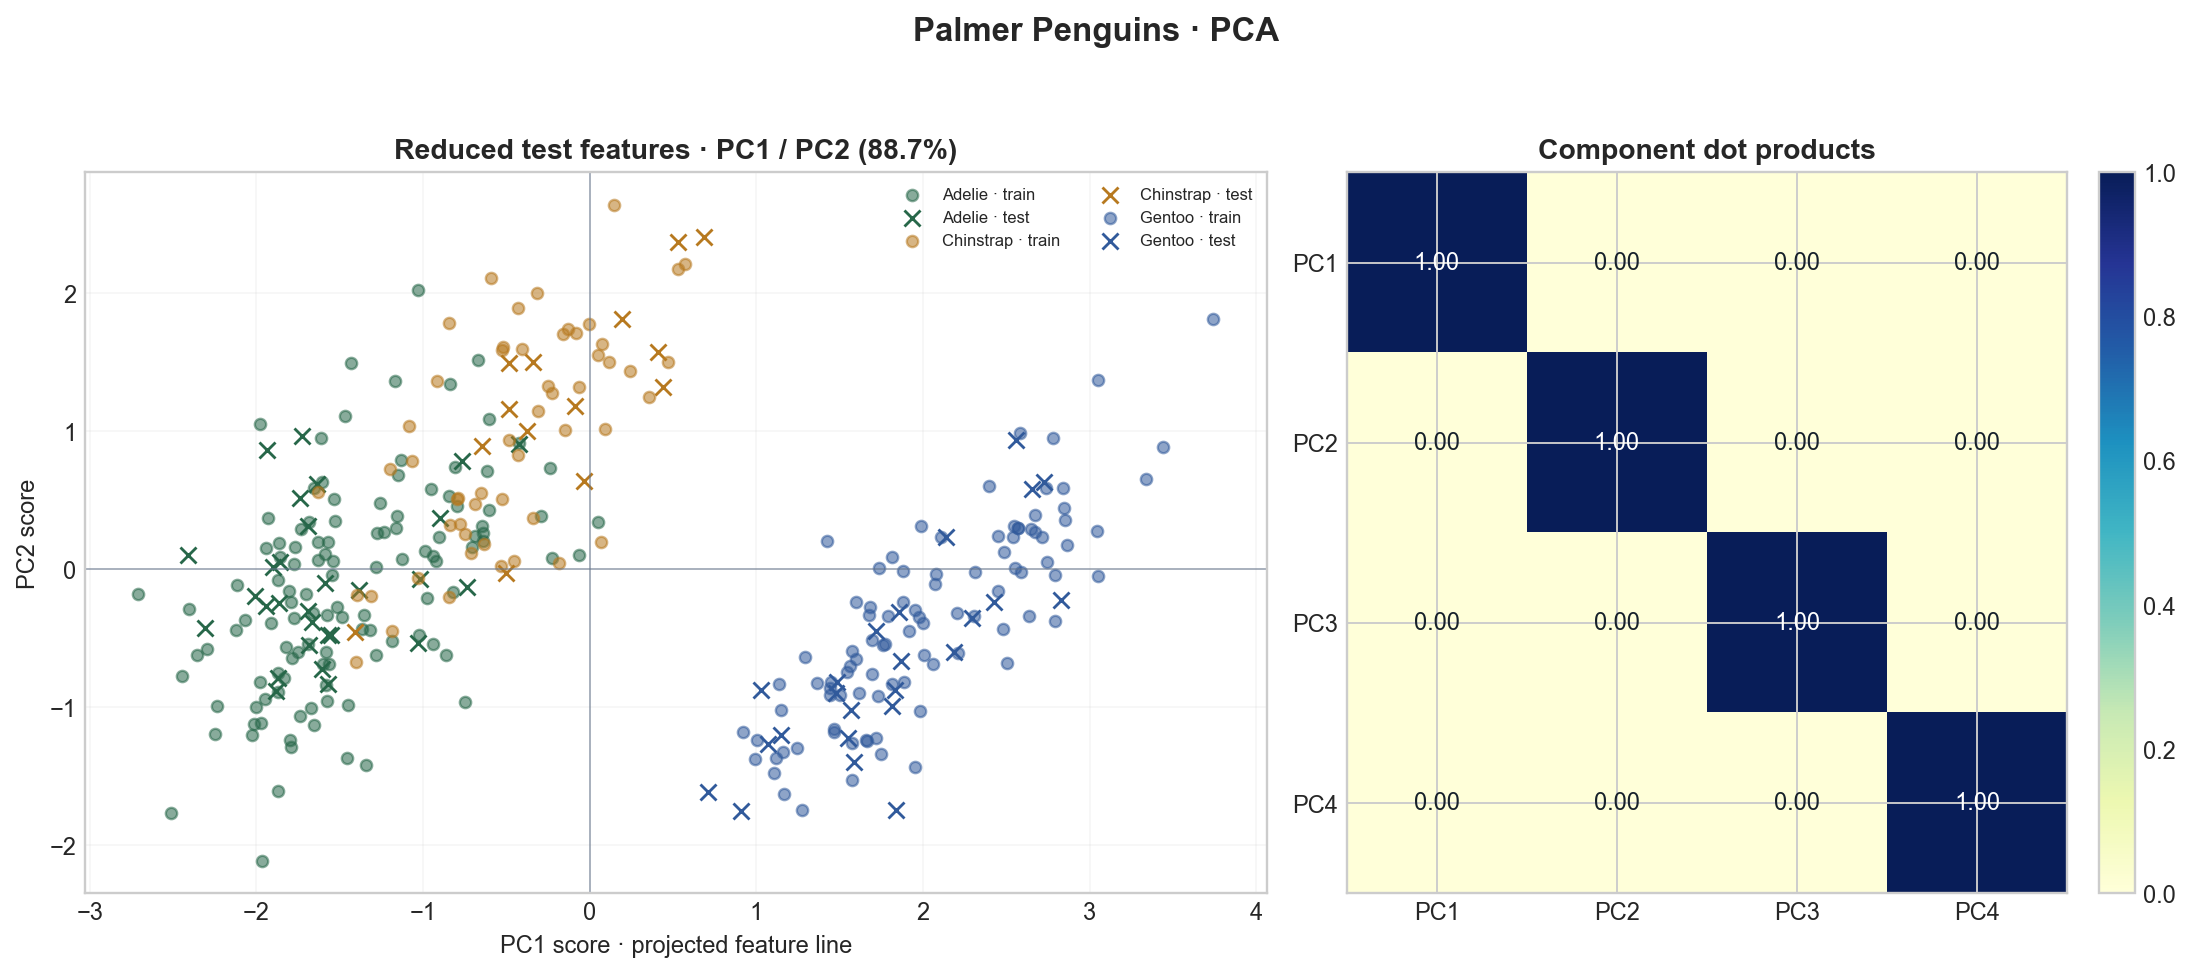 Palmer Penguins · PCA
Reduced test features · PC1 / PC2 (88.7%)
Adelie · train
Adelie · test
Chinstrap · train
Chinstrap · test
Gentoo · train
Gentoo · test
PC2 score
2
1
0
−1
−2
−3
−2
−1
0
1
2
3
4
PC1 score · projected feature line
Component dot products
PC1 1.00 0.00 0.00 0.00
PC2 0.00 1.00 0.00 0.00
PC3 0.00 0.00 1.00 0.00
PC4 0.00 0.00 0.00 1.00
PC1 PC2 PC3 PC4
1.0
0.8
0.6
0.4
0.2
0.0